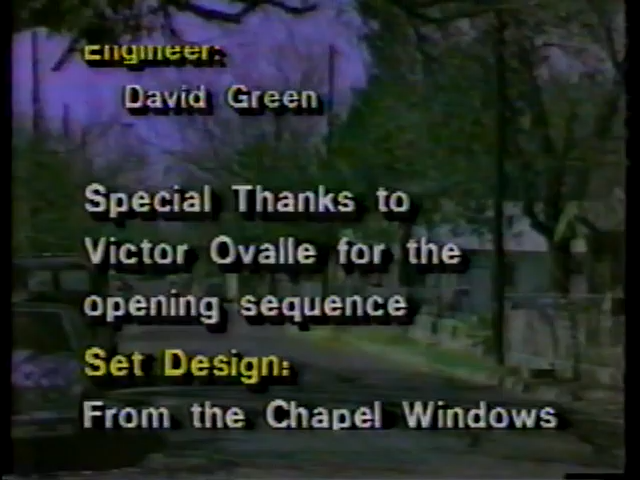 Engineer:
David Green
Special Thanks to
Victor Ovalle for the
opening sequence
Set Design:
From the Chapel Windows